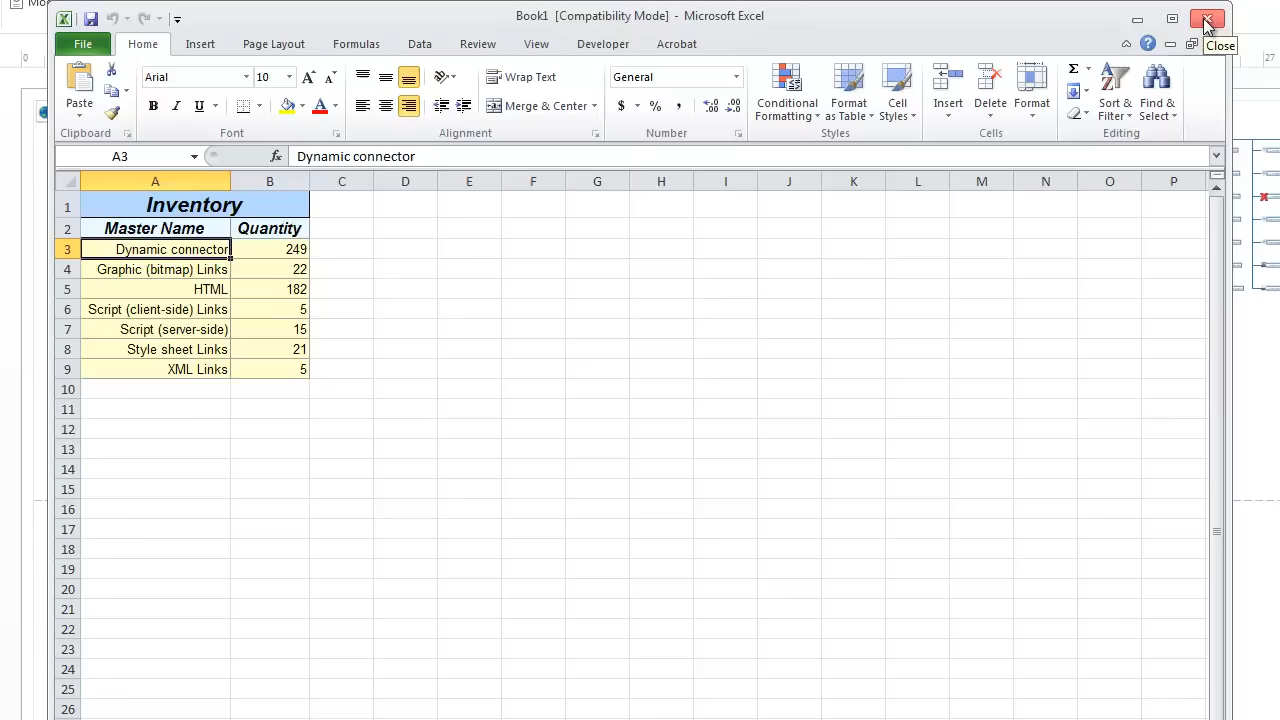 Mo
Book1 [Compatibility Mode] - Microsoft Excel
Close
File Home Insert Page Layout Formulas Data Review View Developer Acrobat
0
27
Paste
Clipboard
Arial 10
B I U
Font
Wrap Text
Merge & Center
Alignment
General
$ % ,
Number
Conditional Formatting
Format as Table
Cell Styles
Styles
Insert
Delete
Format
Cells
Sort & Filter
Find & Select
Editing
A3 fx Dynamic connector
A B C D E F G H I J K L M N O P
1 Inventory
2 Master Name Quantity
3 Dynamic connector 249
4 Graphic (bitmap) Links 22
5 HTML 182
6 Script (client-side) Links 5
7 Script (server-side) 15
8 Style sheet Links 21
9 XML Links 5
10
11
12
13
14
15
16
17
18
19
20
21
22
23
24
25
26